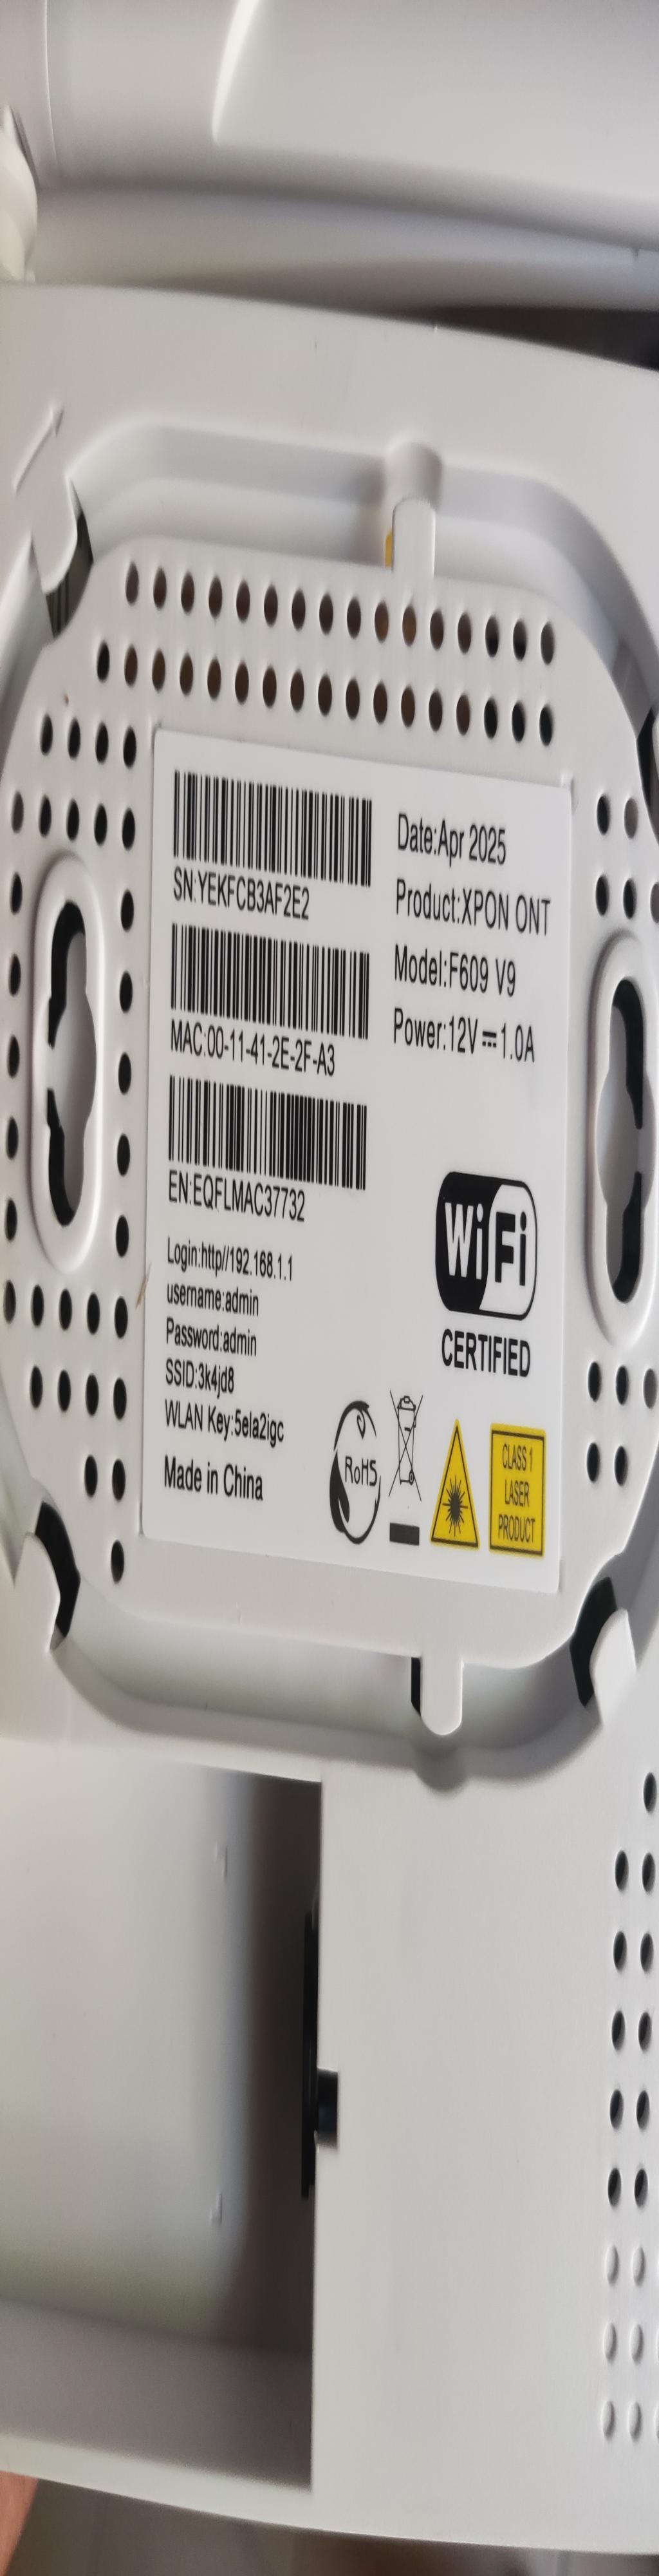 SN:YEKFCB3AF2E2
MAC:00-11-41-2E-2F-A3
EN:EQFLMAC37732
Login:http//192.168.1.1
username:admin
Password:admin
SSID:3k4jd8
WLAN Key:5ela2igc
Made in China
Date:Apr 2025
Product:XPON ONT
Model:F609 V9
Power:12V⎓1.0A
WiFi
CERTIFIED
RoHS
CLASS 1
LASER
PRODUCT